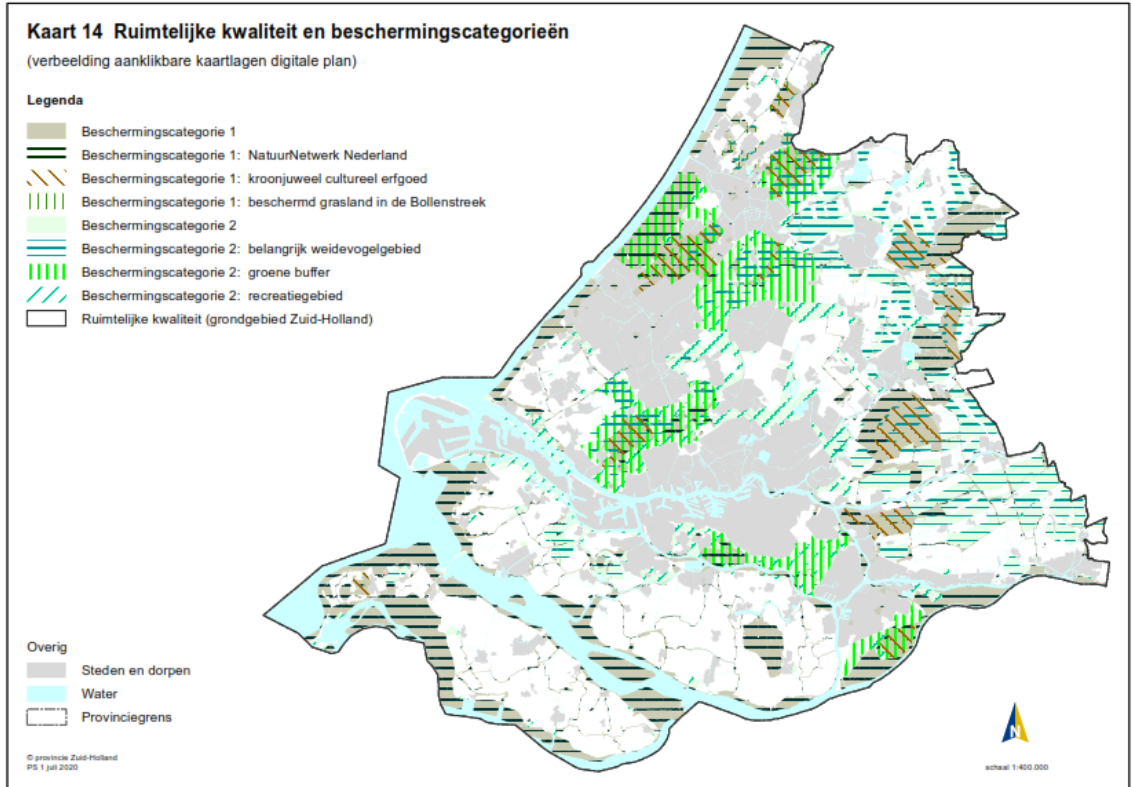 Kaart 14 Ruimtelijke kwaliteit en beschermingscategorieën
(verbeelding aanklikbare kaartlagen digitale plan)
Legenda
Beschermingscategorie 1
Beschermingscategorie 1: NatuurNetwerk Nederland
Beschermingscategorie 1: kroonjuweel cultureel erfgoed
Beschermingscategorie 1: beschermd grasland in de Bollenstreek
Beschermingscategorie 2
Beschermingscategorie 2: belangrijk weidevogelgebied
Beschermingscategorie 2: groene buffer
Beschermingscategorie 2: recreatiegebied
Ruimtelijke kwaliteit (grondgebied Zuid-Holland)
Overig
Steden en dorpen
Water
Provinciegrens
© provincie Zuid-Holland
PS 1 juli 2020
N
schaal 1:400.000